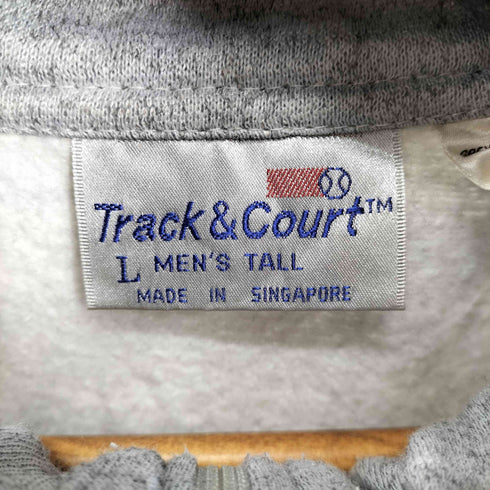 Track&Court™
L MEN'S TALL
MADE IN SINGAPORE